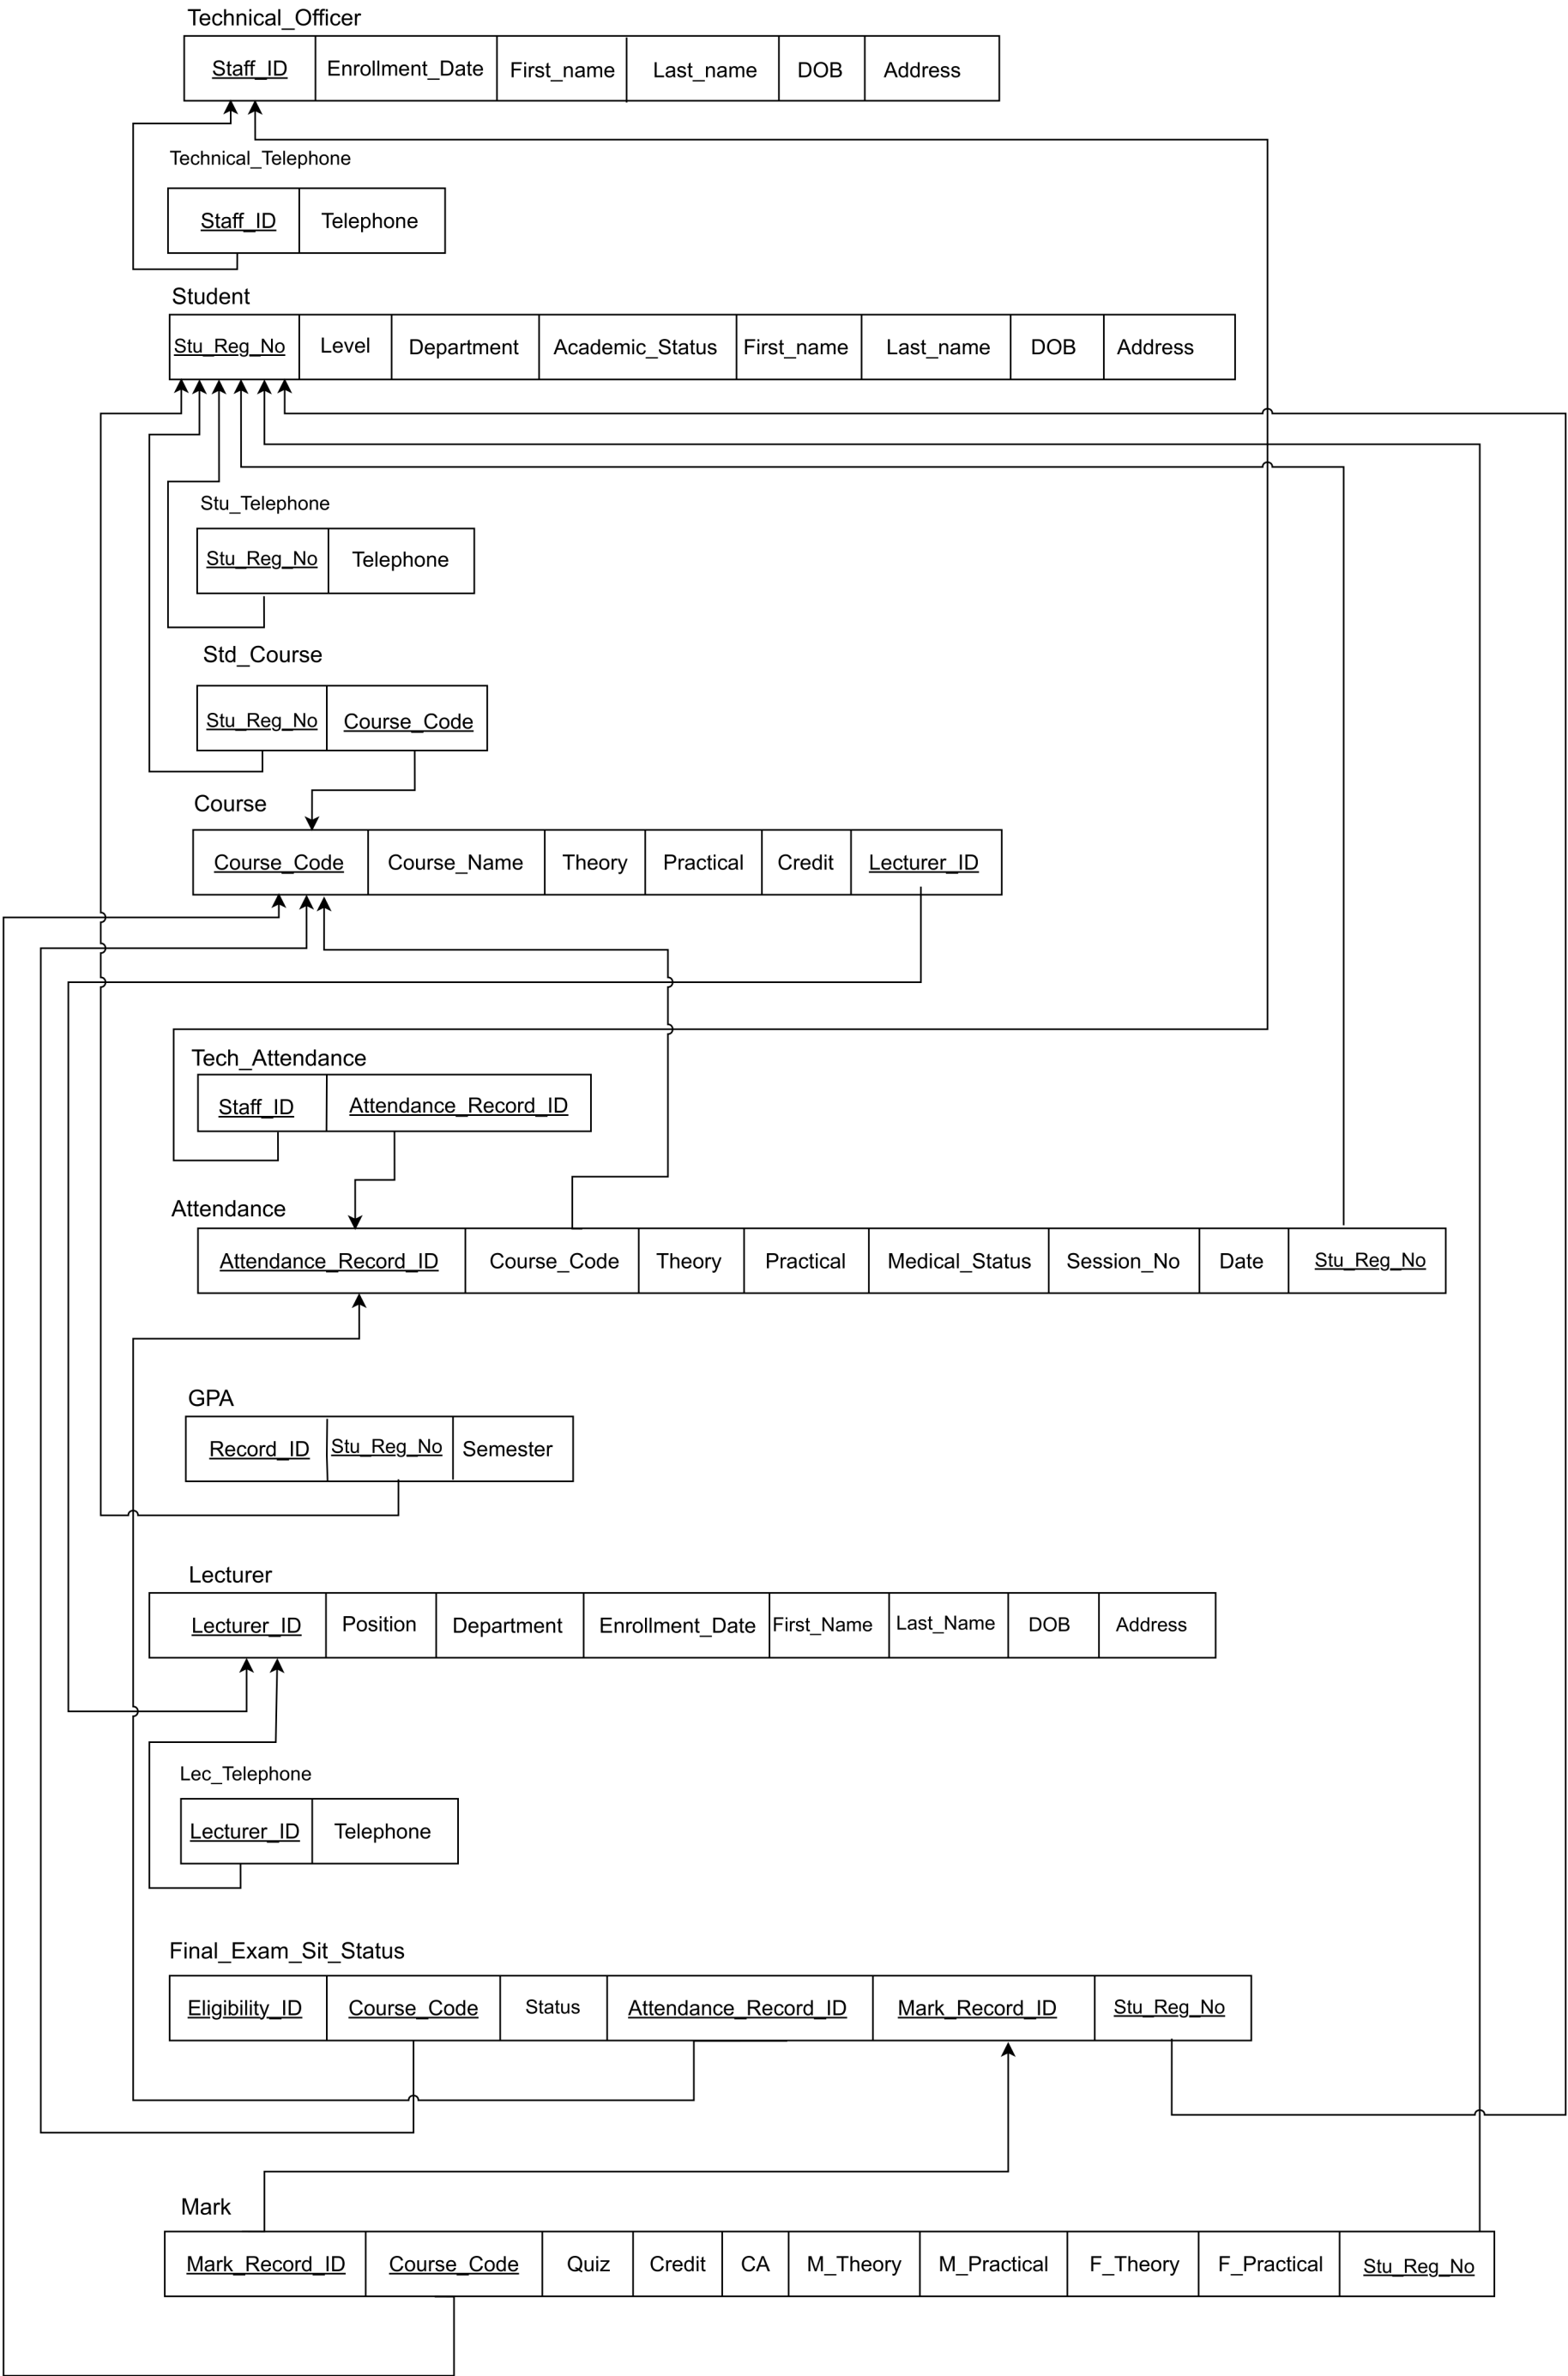 Technical_Officer
Staff_ID Enrollment_Date First_name Last_name DOB Address
Technical_Telephone
Staff_ID Telephone
Student
Stu_Reg_No Level Department Academic_Status First_name Last_name DOB Address
Stu_Telephone
Stu_Reg_No Telephone
Std_Course
Stu_Reg_No Course_Code
Course
Course_Code Course_Name Theory Practical Credit Lecturer_ID
Tech_Attendance
Staff_ID Attendance_Record_ID
Attendance
Attendance_Record_ID Course_Code Theory Practical Medical_Status Session_No Date Stu_Reg_No
GPA
Record_ID Stu_Reg_No Semester
Lecturer
Lecturer_ID Position Department Enrollment_Date First_Name Last_Name DOB Address
Lec_Telephone
Lecturer_ID Telephone
Final_Exam_Sit_Status
Eligibility_ID Course_Code Status Attendance_Record_ID Mark_Record_ID Stu_Reg_No
Mark
Mark_Record_ID Course_Code Quiz Credit CA M_Theory M_Practical F_Theory F_Practical Stu_Reg_No